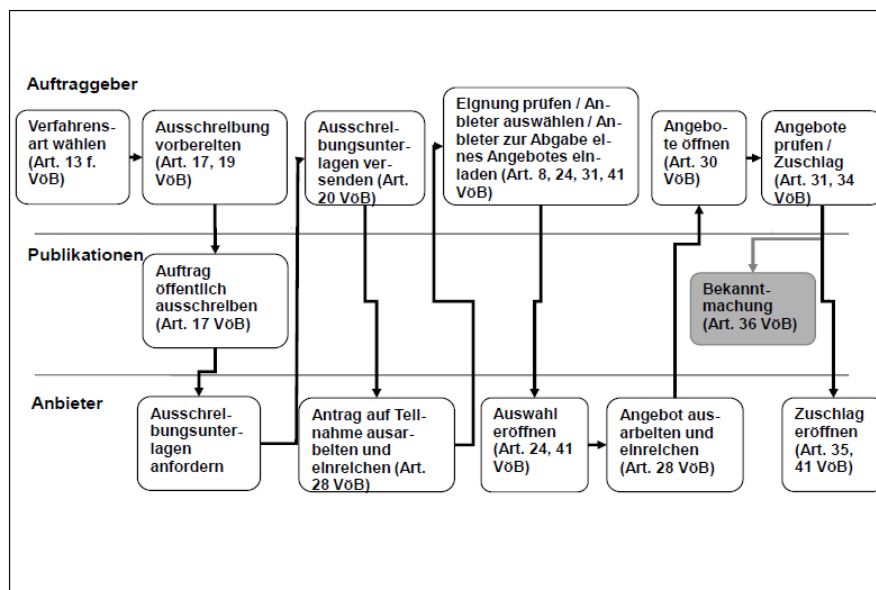 Auftraggeber
Verfahrens-
art wählen
(Art. 13 f.
VöB)
Ausschreibung
vorbereiten
(Art. 17, 19
VöB)
Ausschrei-
bungsunter-
lagen ver-
senden (Art.
20 VöB)
Eignung prüfen / An-
bieter auswählen / An-
bieter zur Abgabe ei-
nes Angebotes ein-
laden (Art. 8, 24, 31, 41
VöB)
Angebo-
te öffnen
(Art. 30
VöB)
Angebote
prüfen /
Zuschlag
(Art. 31, 34
VöB)
Publikationen
Auftrag
öffentlich
ausschreiben
(Art. 17 VöB)
Bekannt-
machung
(Art. 36 VöB)
Anbieter
Ausschrei-
bungsunter-
lagen
anfordern
Antrag auf Teil-
nahme ausar-
beiten und
einreichen (Art.
28 VöB)
Auswahl
eröffnen
(Art. 24, 41
VöB)
Angebot aus-
arbeiten und
einreichen
(Art. 28 VöB)
Zuschlag
eröffnen
(Art. 35,
41 VöB)